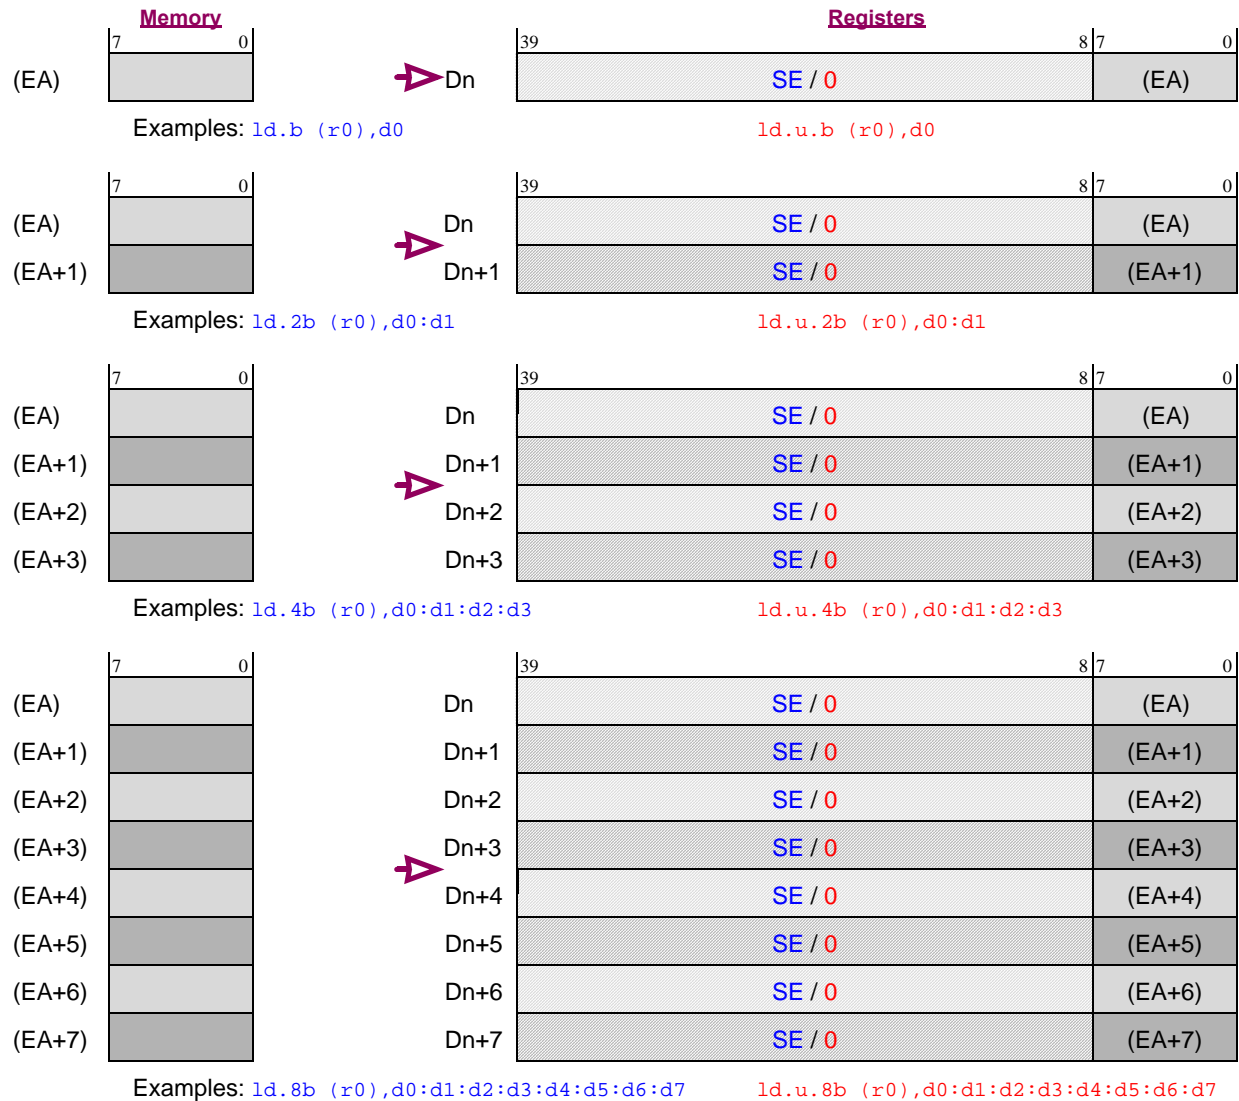 Memory Registers
7 0 39 8 7 0
(EA) Dn SE / 0 (EA)
Examples: ld.b (r0),d0 ld.u.b (r0),d0
7 0 39 8 7 0
(EA) Dn SE / 0 (EA)
(EA+1) Dn+1 SE / 0 (EA+1)
Examples: ld.2b (r0),d0:d1 ld.u.2b (r0),d0:d1
7 0 39 8 7 0
(EA) Dn SE / 0 (EA)
(EA+1) Dn+1 SE / 0 (EA+1)
(EA+2) Dn+2 SE / 0 (EA+2)
(EA+3) Dn+3 SE / 0 (EA+3)
Examples: ld.4b (r0),d0:d1:d2:d3 ld.u.4b (r0),d0:d1:d2:d3
7 0 39 8 7 0
(EA) Dn SE / 0 (EA)
(EA+1) Dn+1 SE / 0 (EA+1)
(EA+2) Dn+2 SE / 0 (EA+2)
(EA+3) Dn+3 SE / 0 (EA+3)
(EA+4) Dn+4 SE / 0 (EA+4)
(EA+5) Dn+5 SE / 0 (EA+5)
(EA+6) Dn+6 SE / 0 (EA+6)
(EA+7) Dn+7 SE / 0 (EA+7)
Examples: ld.8b (r0),d0:d1:d2:d3:d4:d5:d6:d7 ld.u.8b (r0),d0:d1:d2:d3:d4:d5:d6:d7